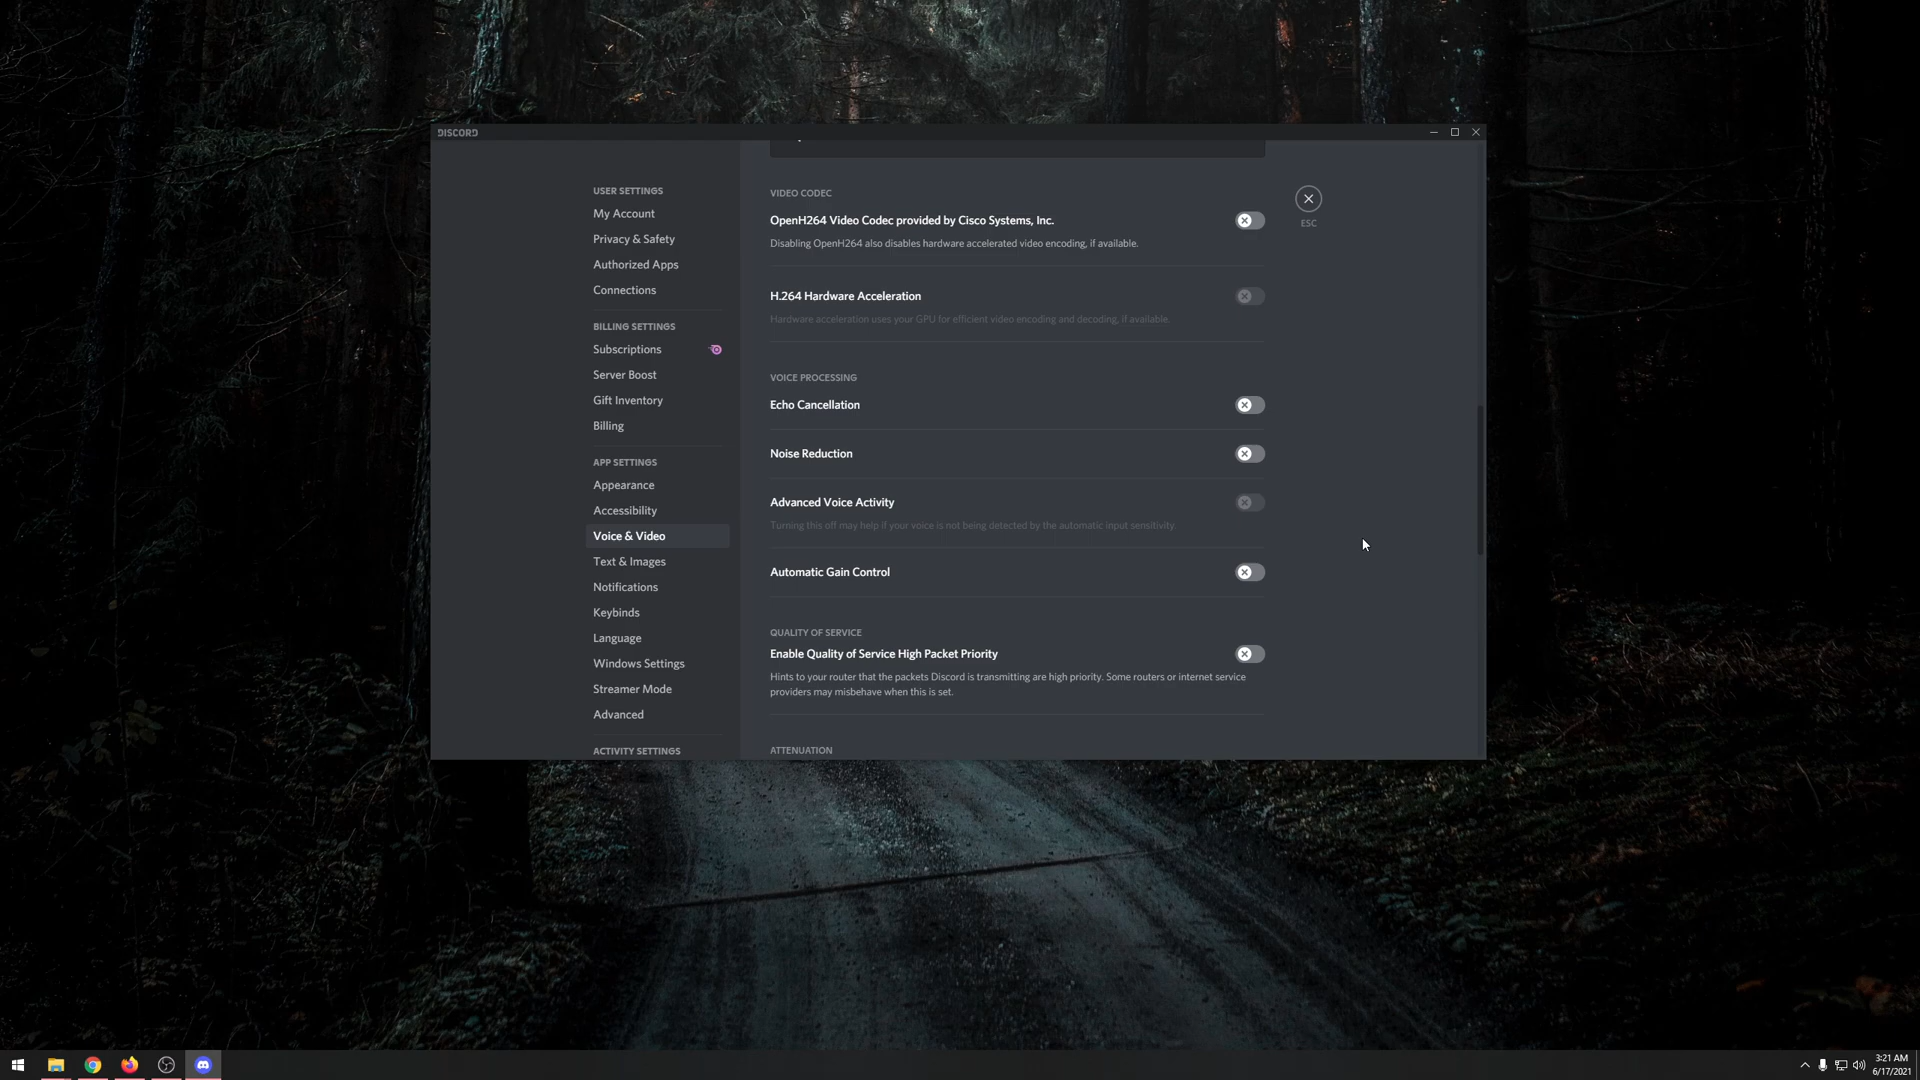 DISCORD
USER SETTINGS
My Account
Privacy & Safety
Authorized Apps
Connections
BILLING SETTINGS
Subscriptions
Server Boost
Gift Inventory
Billing
APP SETTINGS
Appearance
Accessibility
Voice & Video
Text & Images
Notifications
Keybinds
Language
Windows Settings
Streamer Mode
Advanced
ACTIVITY SETTINGS
VIDEO CODEC
OpenH264 Video Codec provided by Cisco Systems, Inc.
Disabling OpenH264 also disables hardware accelerated video encoding, if available.
H.264 Hardware Acceleration
Hardware acceleration uses your GPU for efficient video encoding and decoding, if available.
VOICE PROCESSING
Echo Cancellation
Noise Reduction
Advanced Voice Activity
Turning this off may help if your voice is not being detected by the automatic input sensitivity.
Automatic Gain Control
QUALITY OF SERVICE
Enable Quality of Service High Packet Priority
Hints to your router that the packets Discord is transmitting are high priority. Some routers or internet service
providers may misbehave when this is set.
ATTENUATION
ESC
3:21 AM
6/17/2021